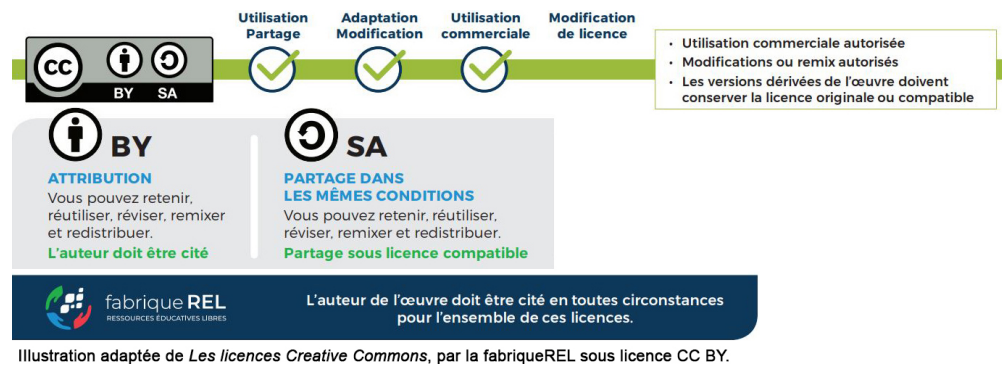 Utilisation
Partage
Adaptation
Modification
Utilisation
commerciale
Modification
de licence
cc
BY SA
• Utilisation commerciale autorisée
• Modifications ou remix autorisés
• Les versions dérivées de l'œuvre doivent
conserver la licence originale ou compatible
BY
ATTRIBUTION
Vous pouvez retenir,
réutiliser, réviser, remixer
et redistribuer.
L'auteur doit être cité
SA
PARTAGE DANS
LES MÊMES CONDITIONS
Vous pouvez retenir, réutiliser,
réviser, remixer et redistribuer.
Partage sous licence compatible
fabrique REL
RESSOURCES ÉDUCATIVES LIBRES
L'auteur de l'œuvre doit être cité en toutes circonstances
pour l'ensemble de ces licences.
Illustration adaptée de Les licences Creative Commons, par la fabriqueREL sous licence CC BY.